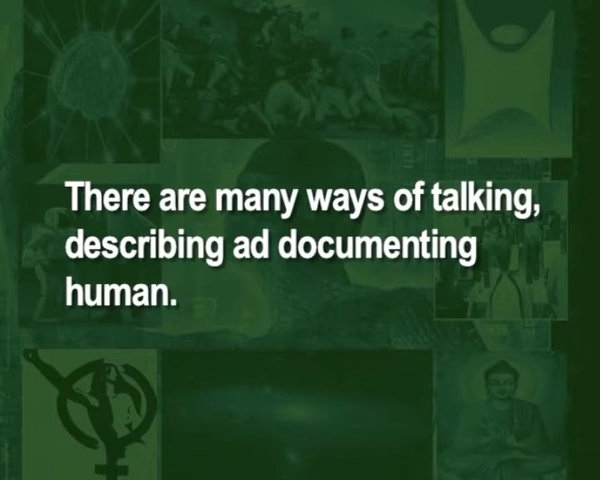 There are many ways of talking,
describing ad documenting
human.